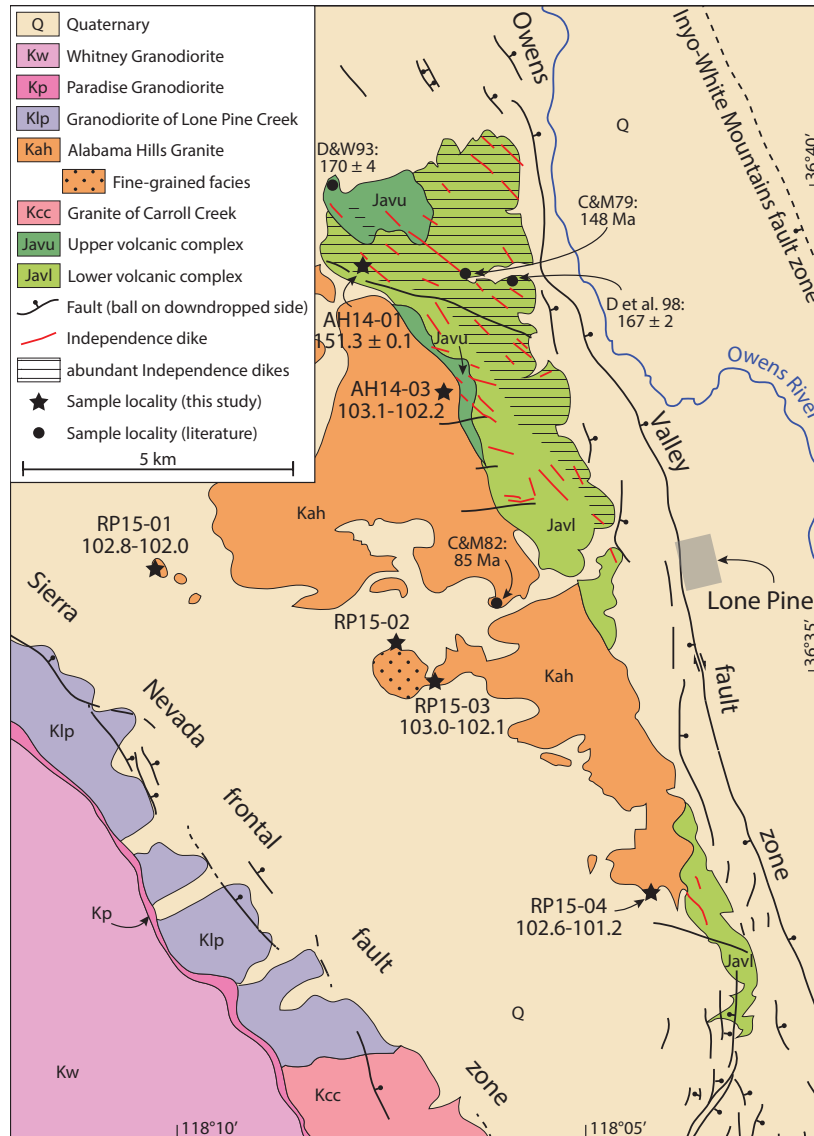 Q Quaternary
Kw Whitney Granodiorite
Kp Paradise Granodiorite
Klp Granodiorite of Lone Pine Creek
Kah Alabama Hills Granite
Fine-grained facies
Kcc Granite of Carroll Creek
Javu Upper volcanic complex
Javl Lower volcanic complex
Fault (ball on downdropped side)
Independence dike
abundant Independence dikes
Sample locality (this study)
Sample locality (literature)
5 km
Owens
Valley
fault
zone
Inyo-White Mountains fault zone
Q
36°40′
D&W93:
170 ± 4
Javu
C&M79:
148 Ma
D et al. 98:
167 ± 2
AH14-01
151.3 ± 0.1
Javu
Owens River
AH14-03
103.1-102.2
Kah
Javl
RP15-01
102.8-102.0
C&M82:
85 Ma
Lone Pine
36°35′
Sierra
Nevada
frontal
fault
zone
RP15-02
Kah
RP15-03
103.0-102.1
Klp
RP15-04
102.6-101.2
Kp
Klp
Javl
Q
Kw
Kcc
118°10′
118°05′